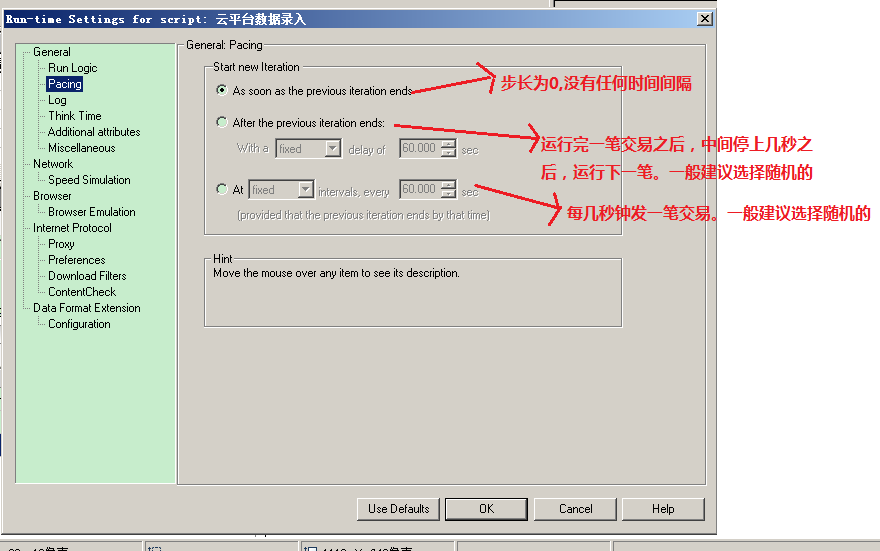 Run-time Settings for script: 云平台数据录入
General
Run Logic
Pacing
Log
Think Time
Additional attributes
Miscellaneous
Network
Speed Simulation
Browser
Browser Emulation
Internet Protocol
Proxy
Preferences
Download Filters
ContentCheck
Data Format Extension
Configuration
General: Pacing
Start new Iteration
As soon as the previous iteration ends
步长为0,没有任何时间间隔
After the previous iteration ends:
With a fixed delay of 60.000 sec
运行完一笔交易之后，中间停上几秒之
后，运行下一笔。一般建议选择随机的
At fixed intervals, every 60.000 sec
(provided that the previous iteration ends by that time)
每几秒钟发一笔交易。一般建议选择随机的
Hint
Move the mouse over any item to see its description.
Use Defaults
OK
Cancel
Help